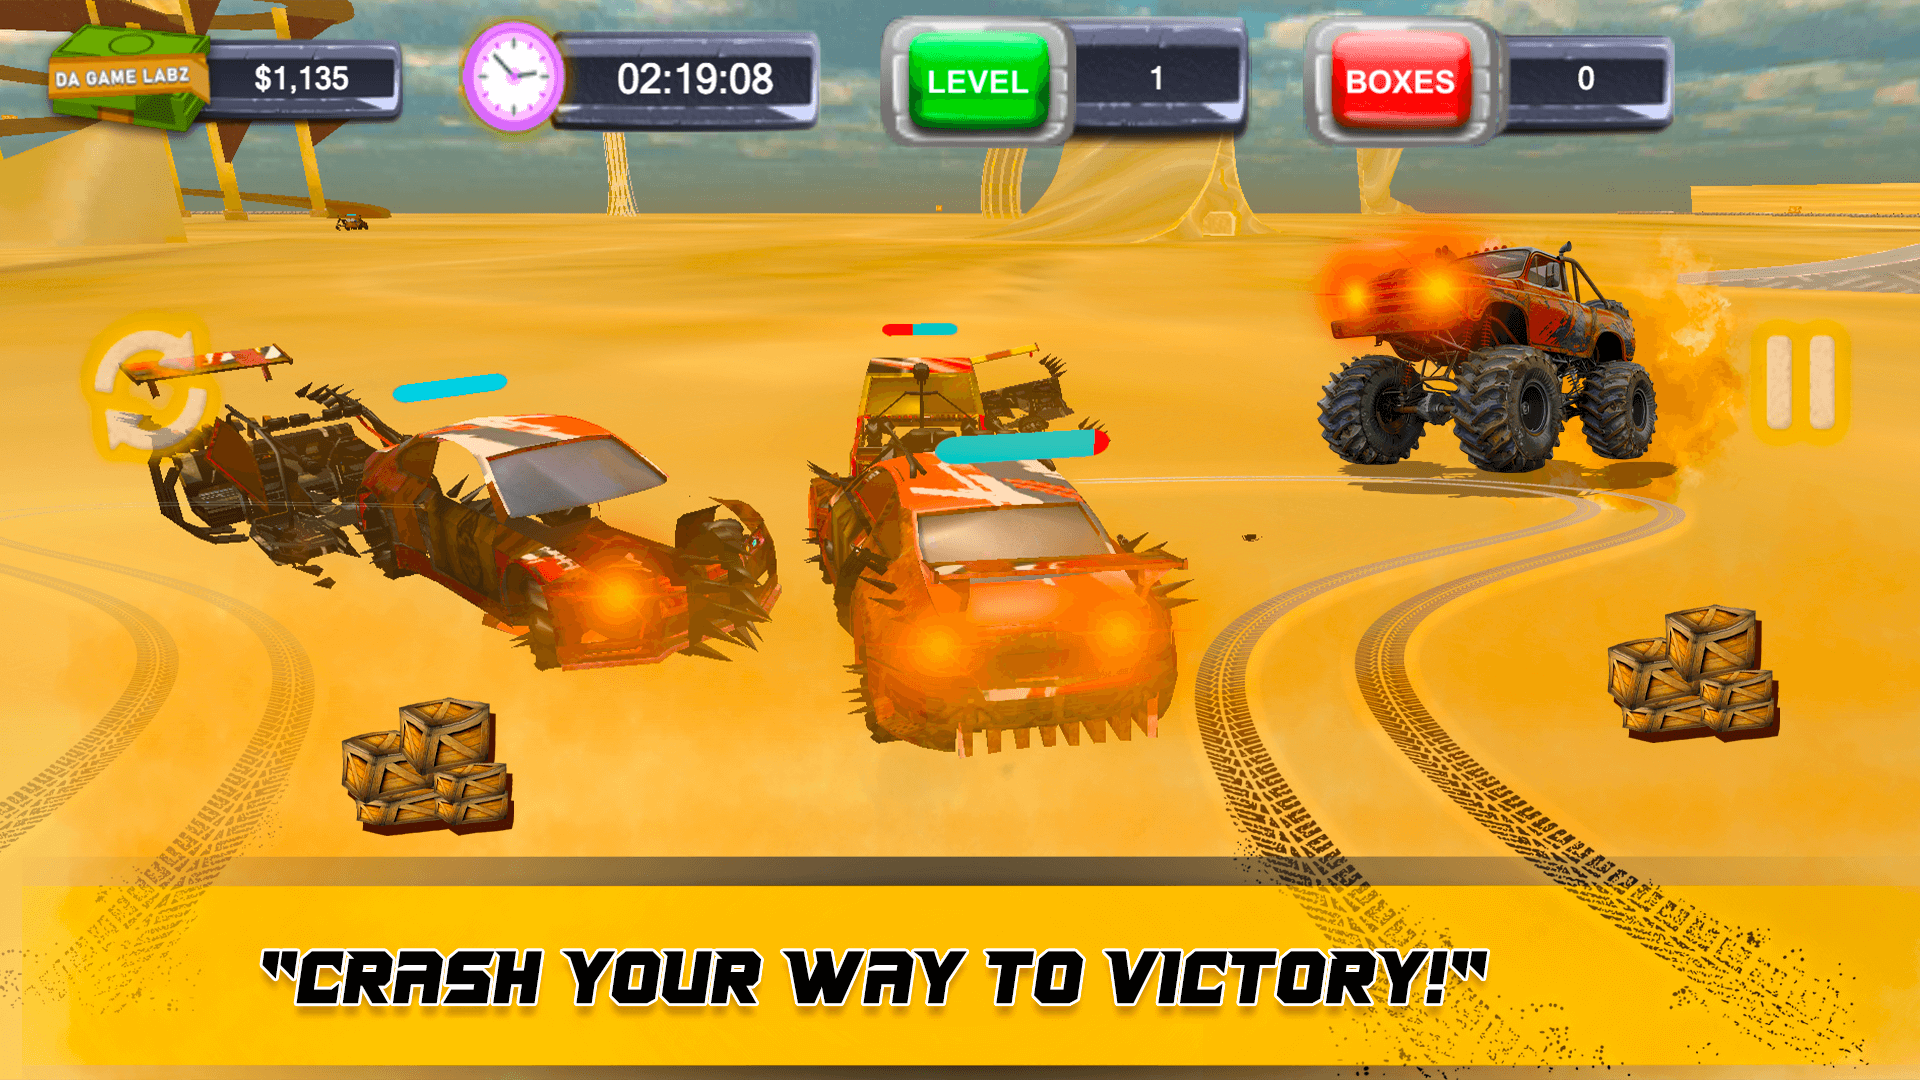 DA GAME LABZ
$1,135
02:19:08
LEVEL
1
BOXES
0
"CRASH YOUR WAY TO VICTORY!"